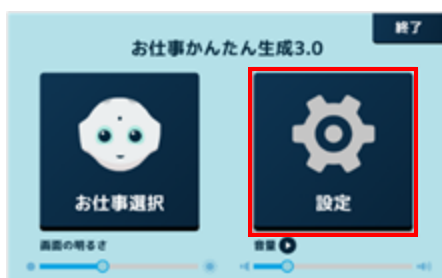 終了
お仕事かんたん生成3.0
お仕事選択
設定
画面の明るさ
音量